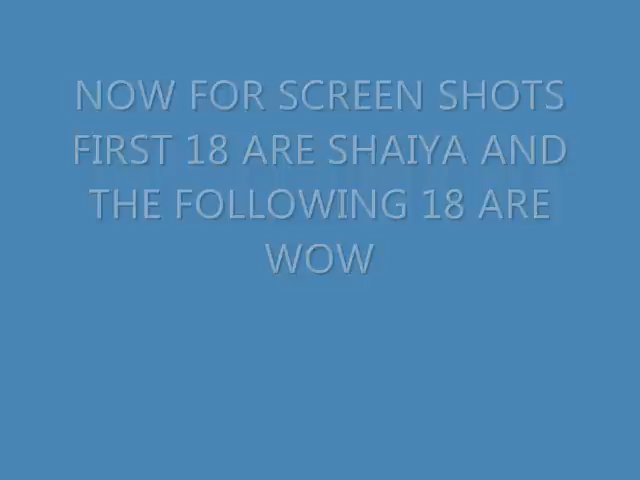 NOW FOR SCREEN SHOTS
FIRST 18 ARE SHAIYA AND
THE FOLLOWING 18 ARE
WOW